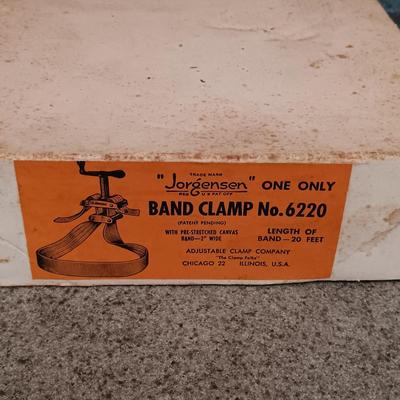 TRADE MARK
"Jorgensen" ONE ONLY
REG U S PAT OFF
BAND CLAMP No. 6220
(PATENT PENDING)
WITH PRE-STRETCHED CANVAS
BAND—2" WIDE
LENGTH OF
BAND—20 FEET
ADJUSTABLE CLAMP COMPANY
"The Clamp Folks"
CHICAGO 22 ILLINOIS, U.S.A.